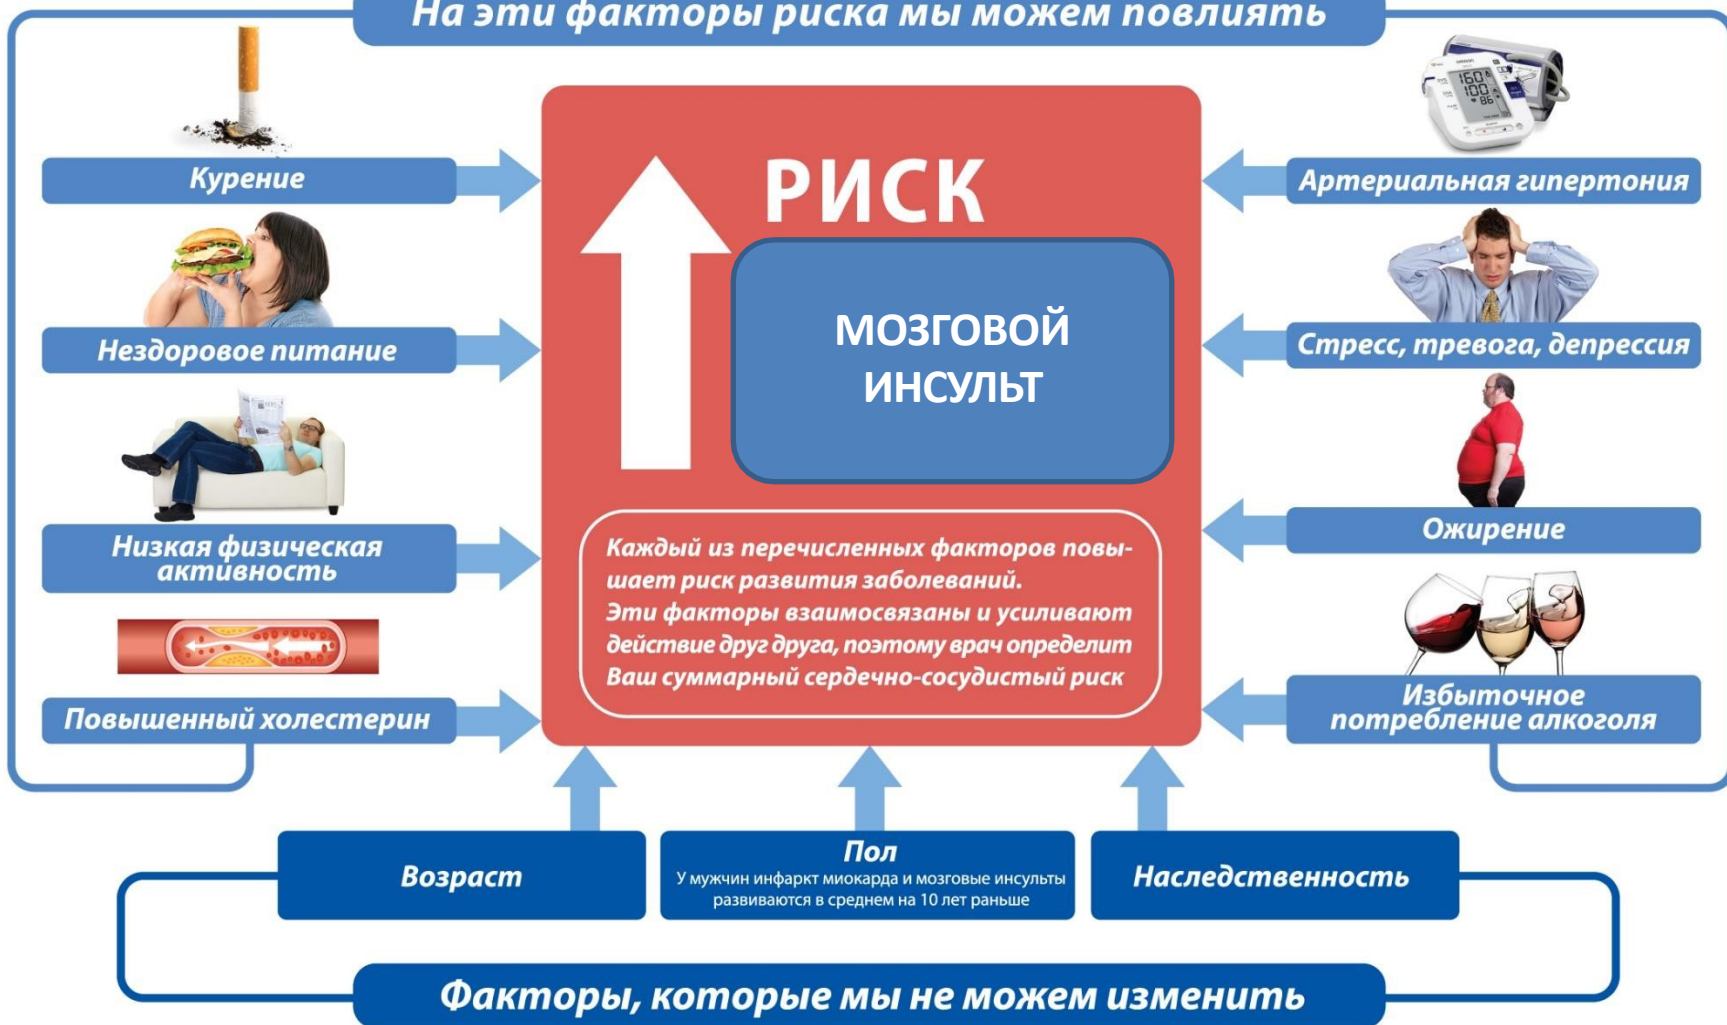 На эти факторы риска мы можем повлиять
Курение
Нездоровое питание
Низкая физическая
активность
Повышенный холестерин
РИСК
МОЗГОВОЙ
ИНСУЛЬТ
Каждый из перечисленных факторов повы-
шает риск развития заболеваний.
Эти факторы взаимосвязаны и усиливают
действие друг друга, поэтому врач определит
Ваш суммарный сердечно-сосудистый риск
160
100
86
Артериальная гипертония
Стресс, тревога, депрессия
Ожирение
Избыточное
потребление алкоголя
Возраст
Пол
У мужчин инфаркт миокарда и мозговые инсульты
развиваются в среднем на 10 лет раньше
Наследственность
Факторы, которые мы не можем изменить